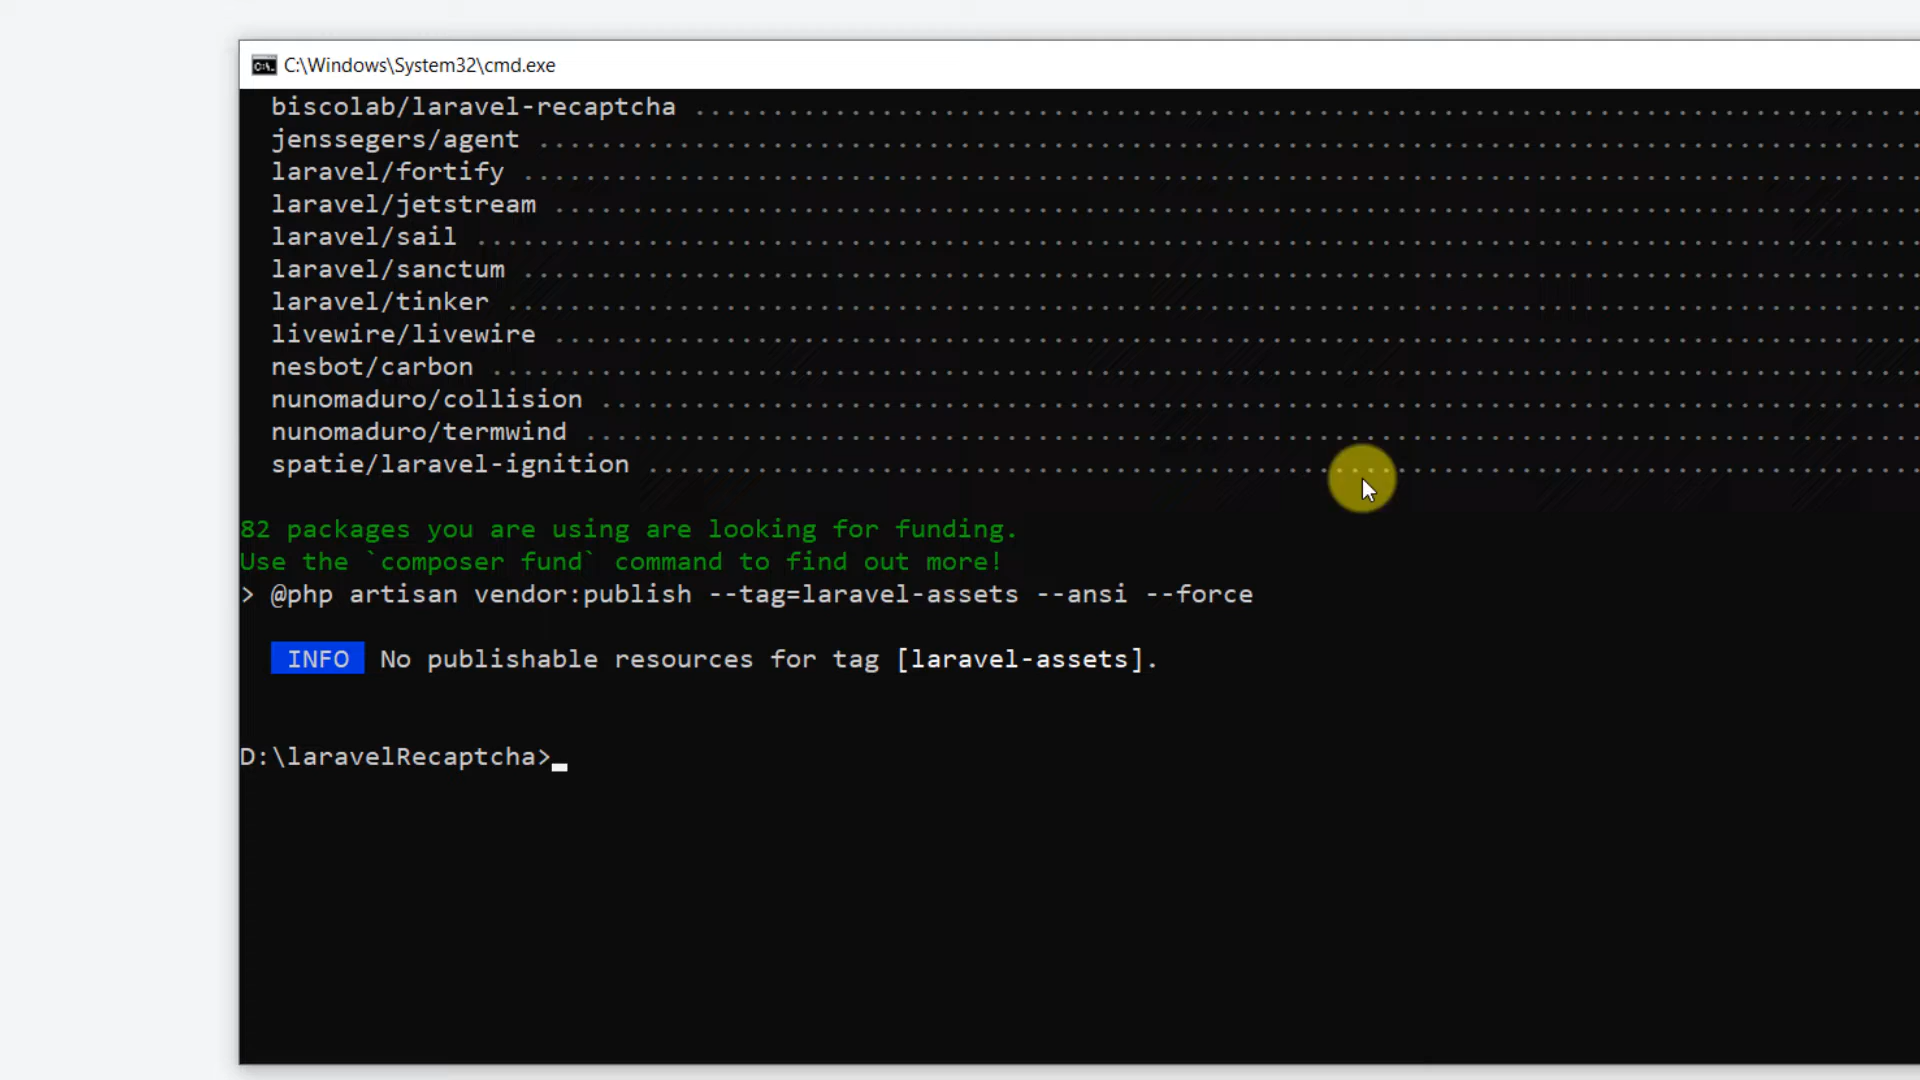 C:\Windows\System32\cmd.exe
biscolab/laravel-recaptcha ..............................................................................
jenssegers/agent ........................................................................................
laravel/fortify .........................................................................................
laravel/jetstream .......................................................................................
laravel/sail ............................................................................................
laravel/sanctum .........................................................................................
laravel/tinker ..........................................................................................
livewire/livewire .......................................................................................
nesbot/carbon ...........................................................................................
nunomaduro/collision ....................................................................................
nunomaduro/termwind .....................................................................................
spatie/laravel-ignition .................................................................................
82 packages you are using are looking for funding.
Use the `composer fund` command to find out more!
> @php artisan vendor:publish --tag=laravel-assets --ansi --force
INFO No publishable resources for tag [laravel-assets].
D:\laravelRecaptcha>_